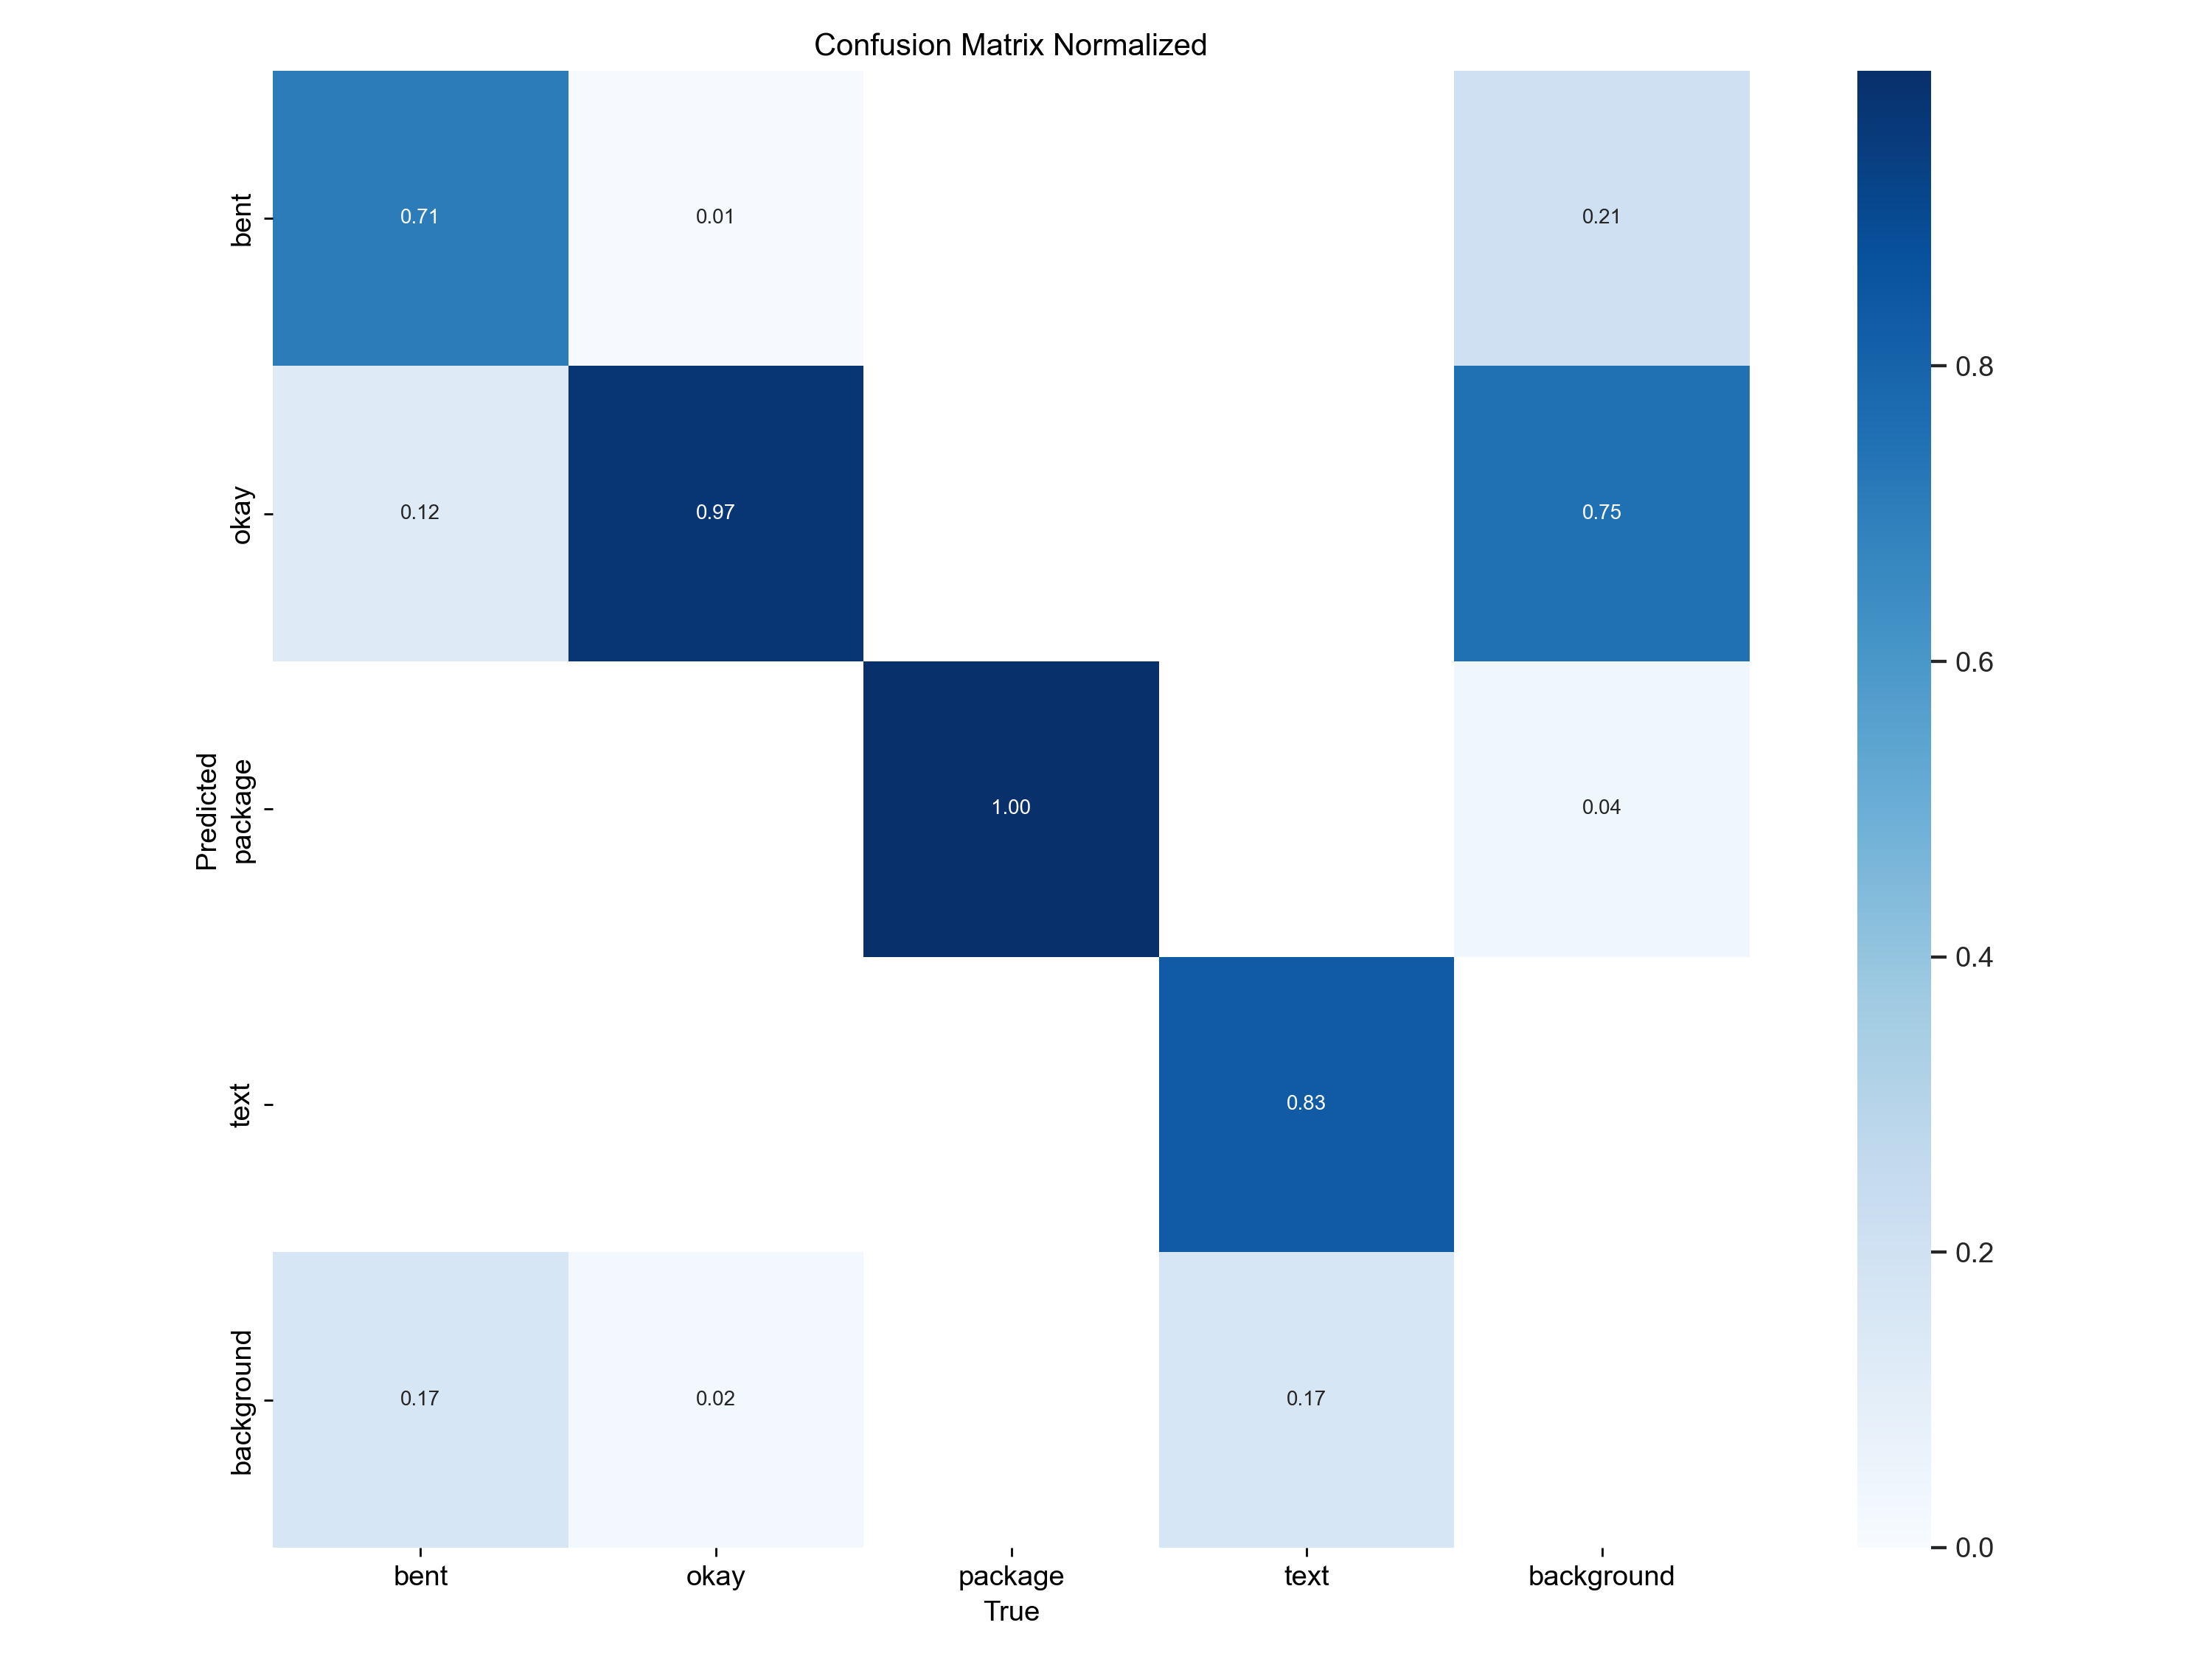 Confusion Matrix Normalized
bent
0.71
0.01
0.21
okay
0.12
0.97
0.75
0.8
0.6
Predicted
package
1.00
0.04
0.4
text
0.83
0.2
background
0.17
0.02
0.17
0.0
bent
okay
package
text
background
True